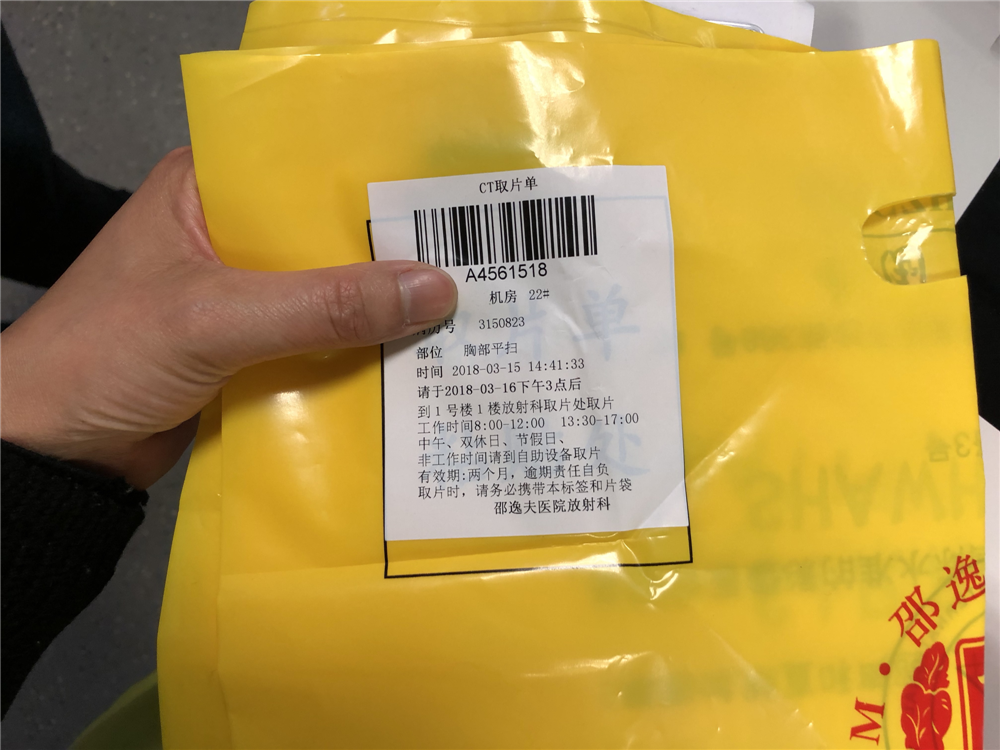 CT取片单
A4561518
机房 22#
历号 3150823
部位 胸部平扫
时间 2018-03-15 14:41:33
请于2018-03-16下午3点后
到1号楼1楼放射科取片处取片
工作时间8:00-12:00 13:30-17:00
中午、双休日、节假日、
非工作时间请到自助设备取片
有效期:两个月，逾期责任自负
取片时，请务必携带本标签和片袋
邵逸夫医院放射科
M·邵逸